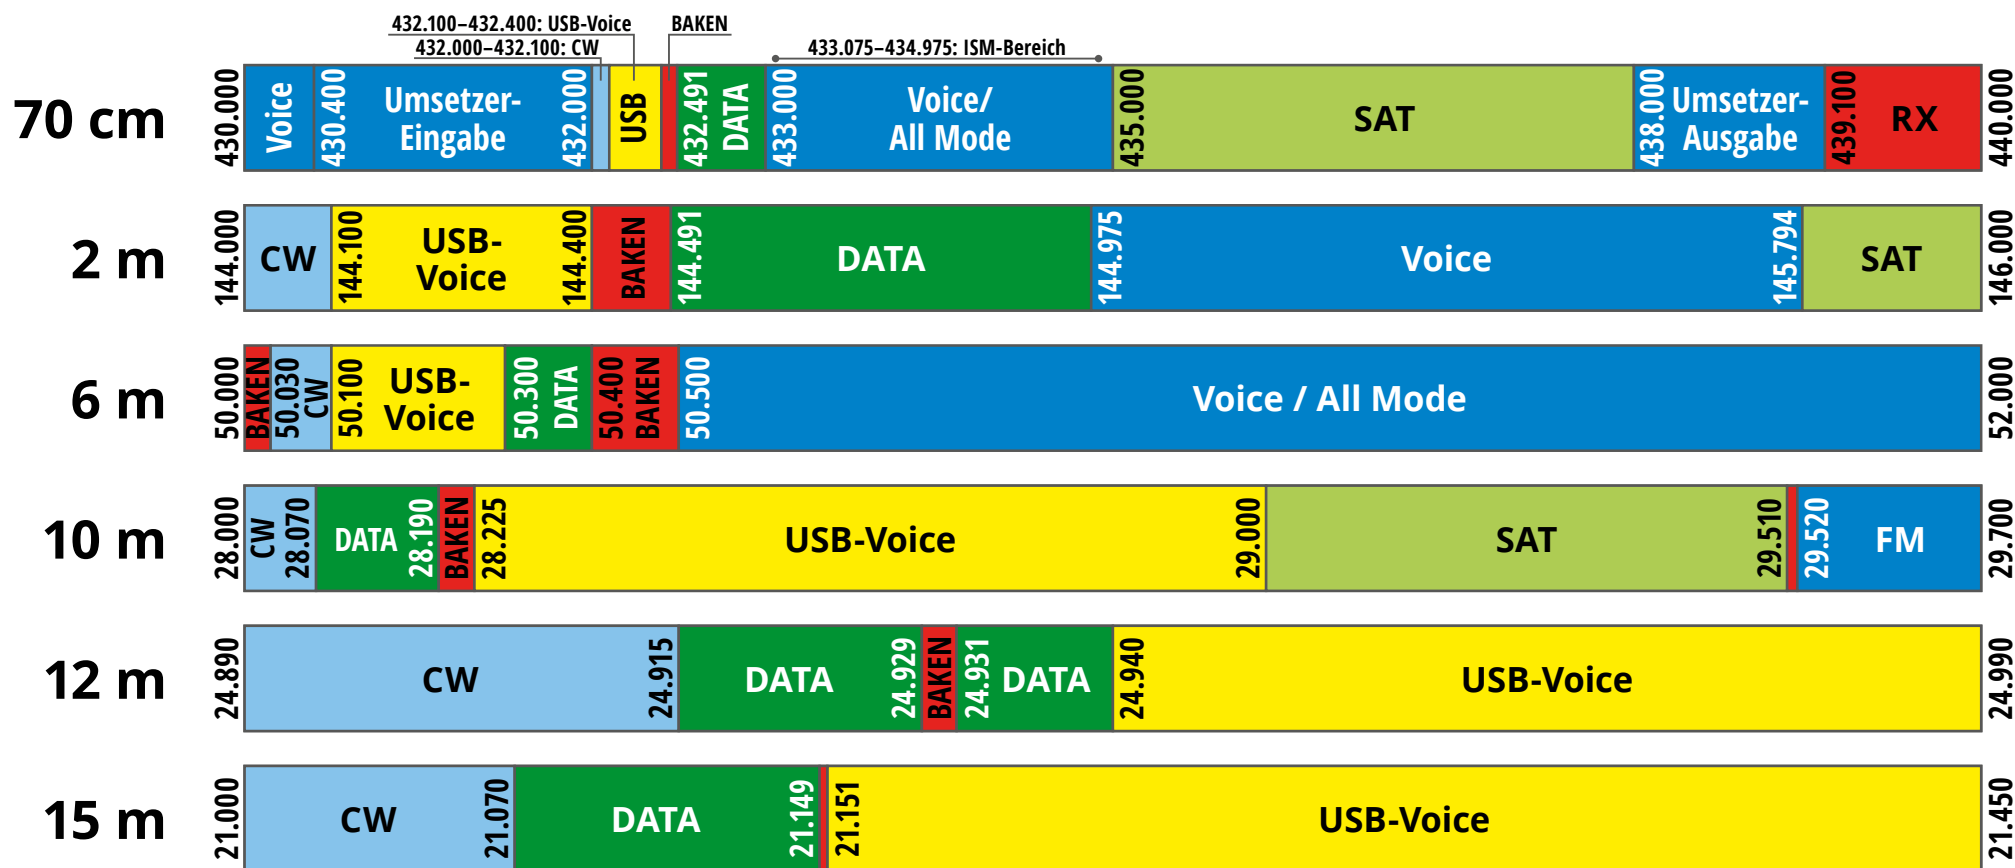 432.100–432.400: USB-Voice
BAKEN
432.000–432.100: CW
433.075–434.975: ISM-Bereich
70 cm
430.000
Voice
430.400
Umsetzer-
Eingabe
432.000
USB
432.491
DATA
433.000
Voice/
All Mode
435.000
SAT
438.000
Umsetzer-
Ausgabe
439.100
RX
440.000
2 m
144.000
CW
144.100
USB-
Voice
144.400
BAKEN
144.491
DATA
144.975
Voice
145.794
SAT
146.000
6 m
50.000
BAKEN
50.030
CW
50.100
USB-
Voice
50.300
DATA
50.400
BAKEN
50.500
Voice / All Mode
52.000
10 m
28.000
CW
28.070
DATA
28.190
BAKEN
28.225
USB-Voice
29.000
SAT
29.510
29.520
FM
29.700
12 m
24.890
CW
24.915
DATA
24.929
BAKEN
24.931
DATA
24.940
USB-Voice
24.990
15 m
21.000
CW
21.070
DATA
21.149
21.151
USB-Voice
21.450